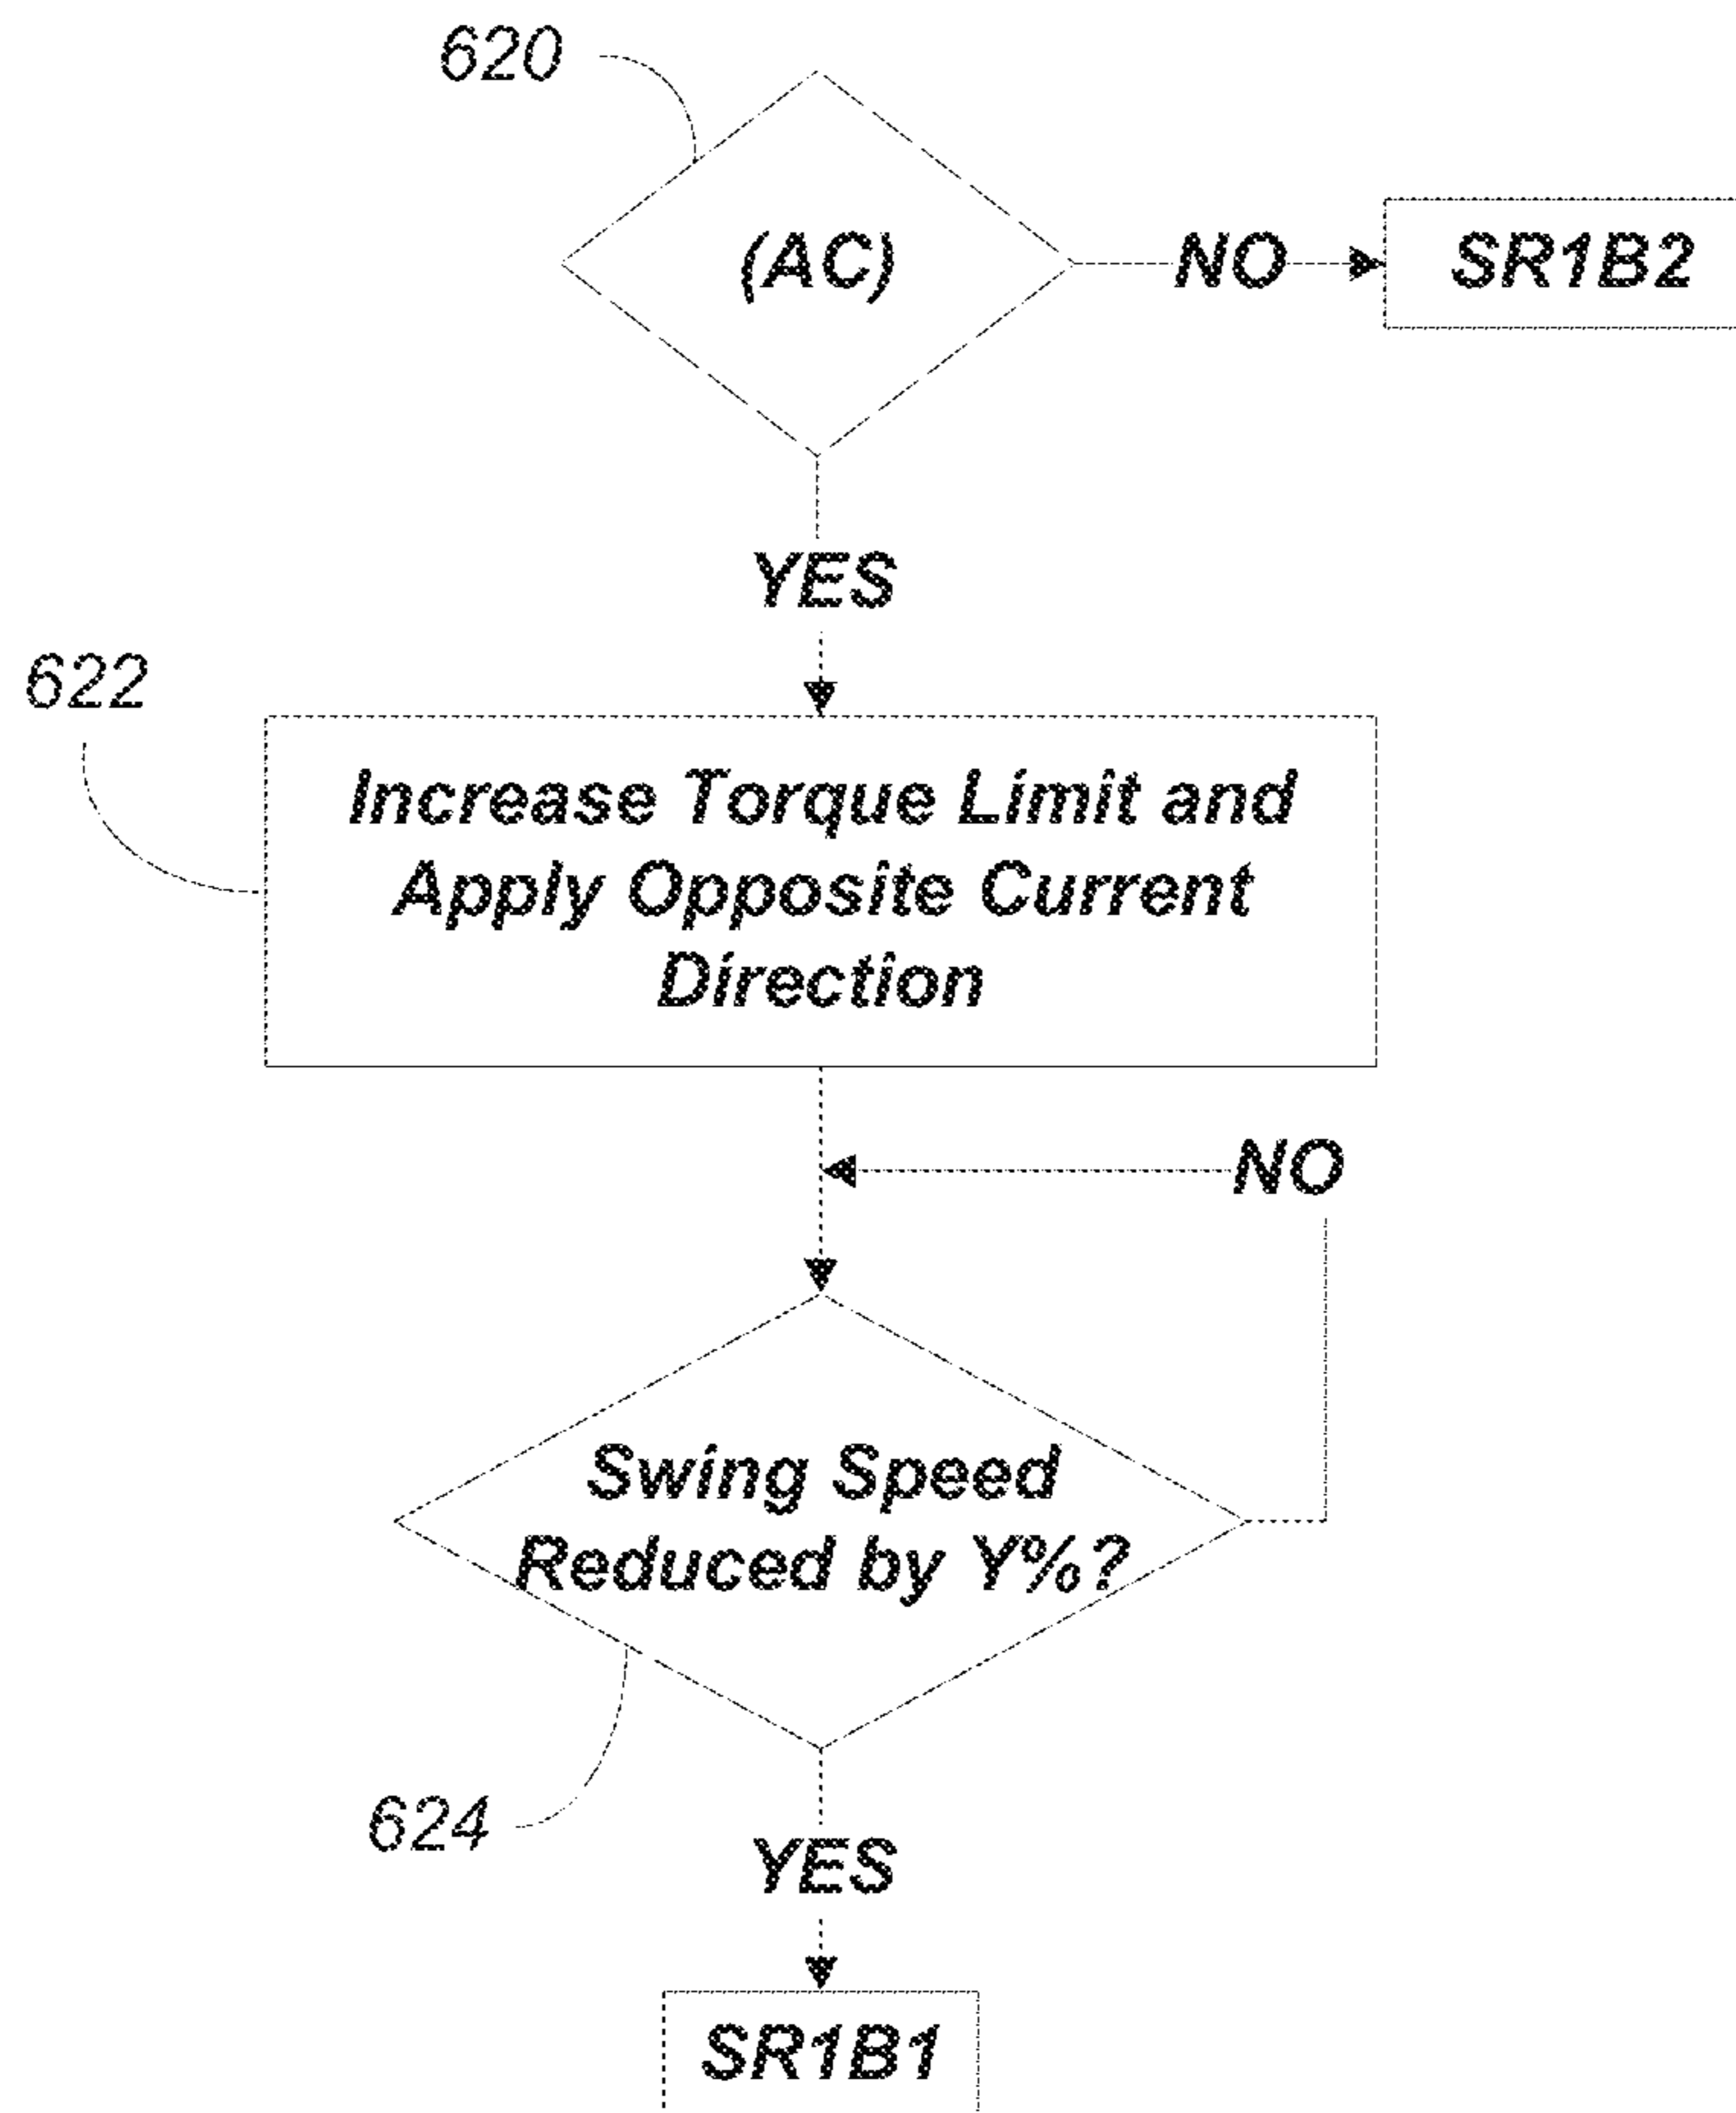 620
(AC)
NO
SR1B2
YES
622
Increase Torque Limit and
Apply Opposite Current
Direction
NO
Swing Speed
Reduced by Y%?
624
YES
SR1B1